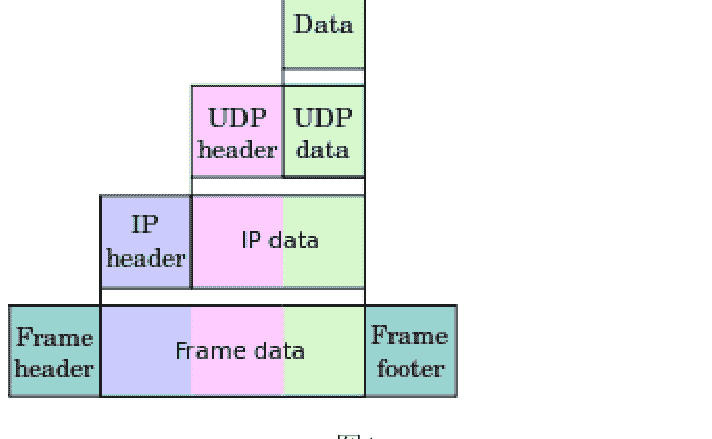 Data
UDP header
UDP data
IP header
IP data
Frame header
Frame data
Frame footer